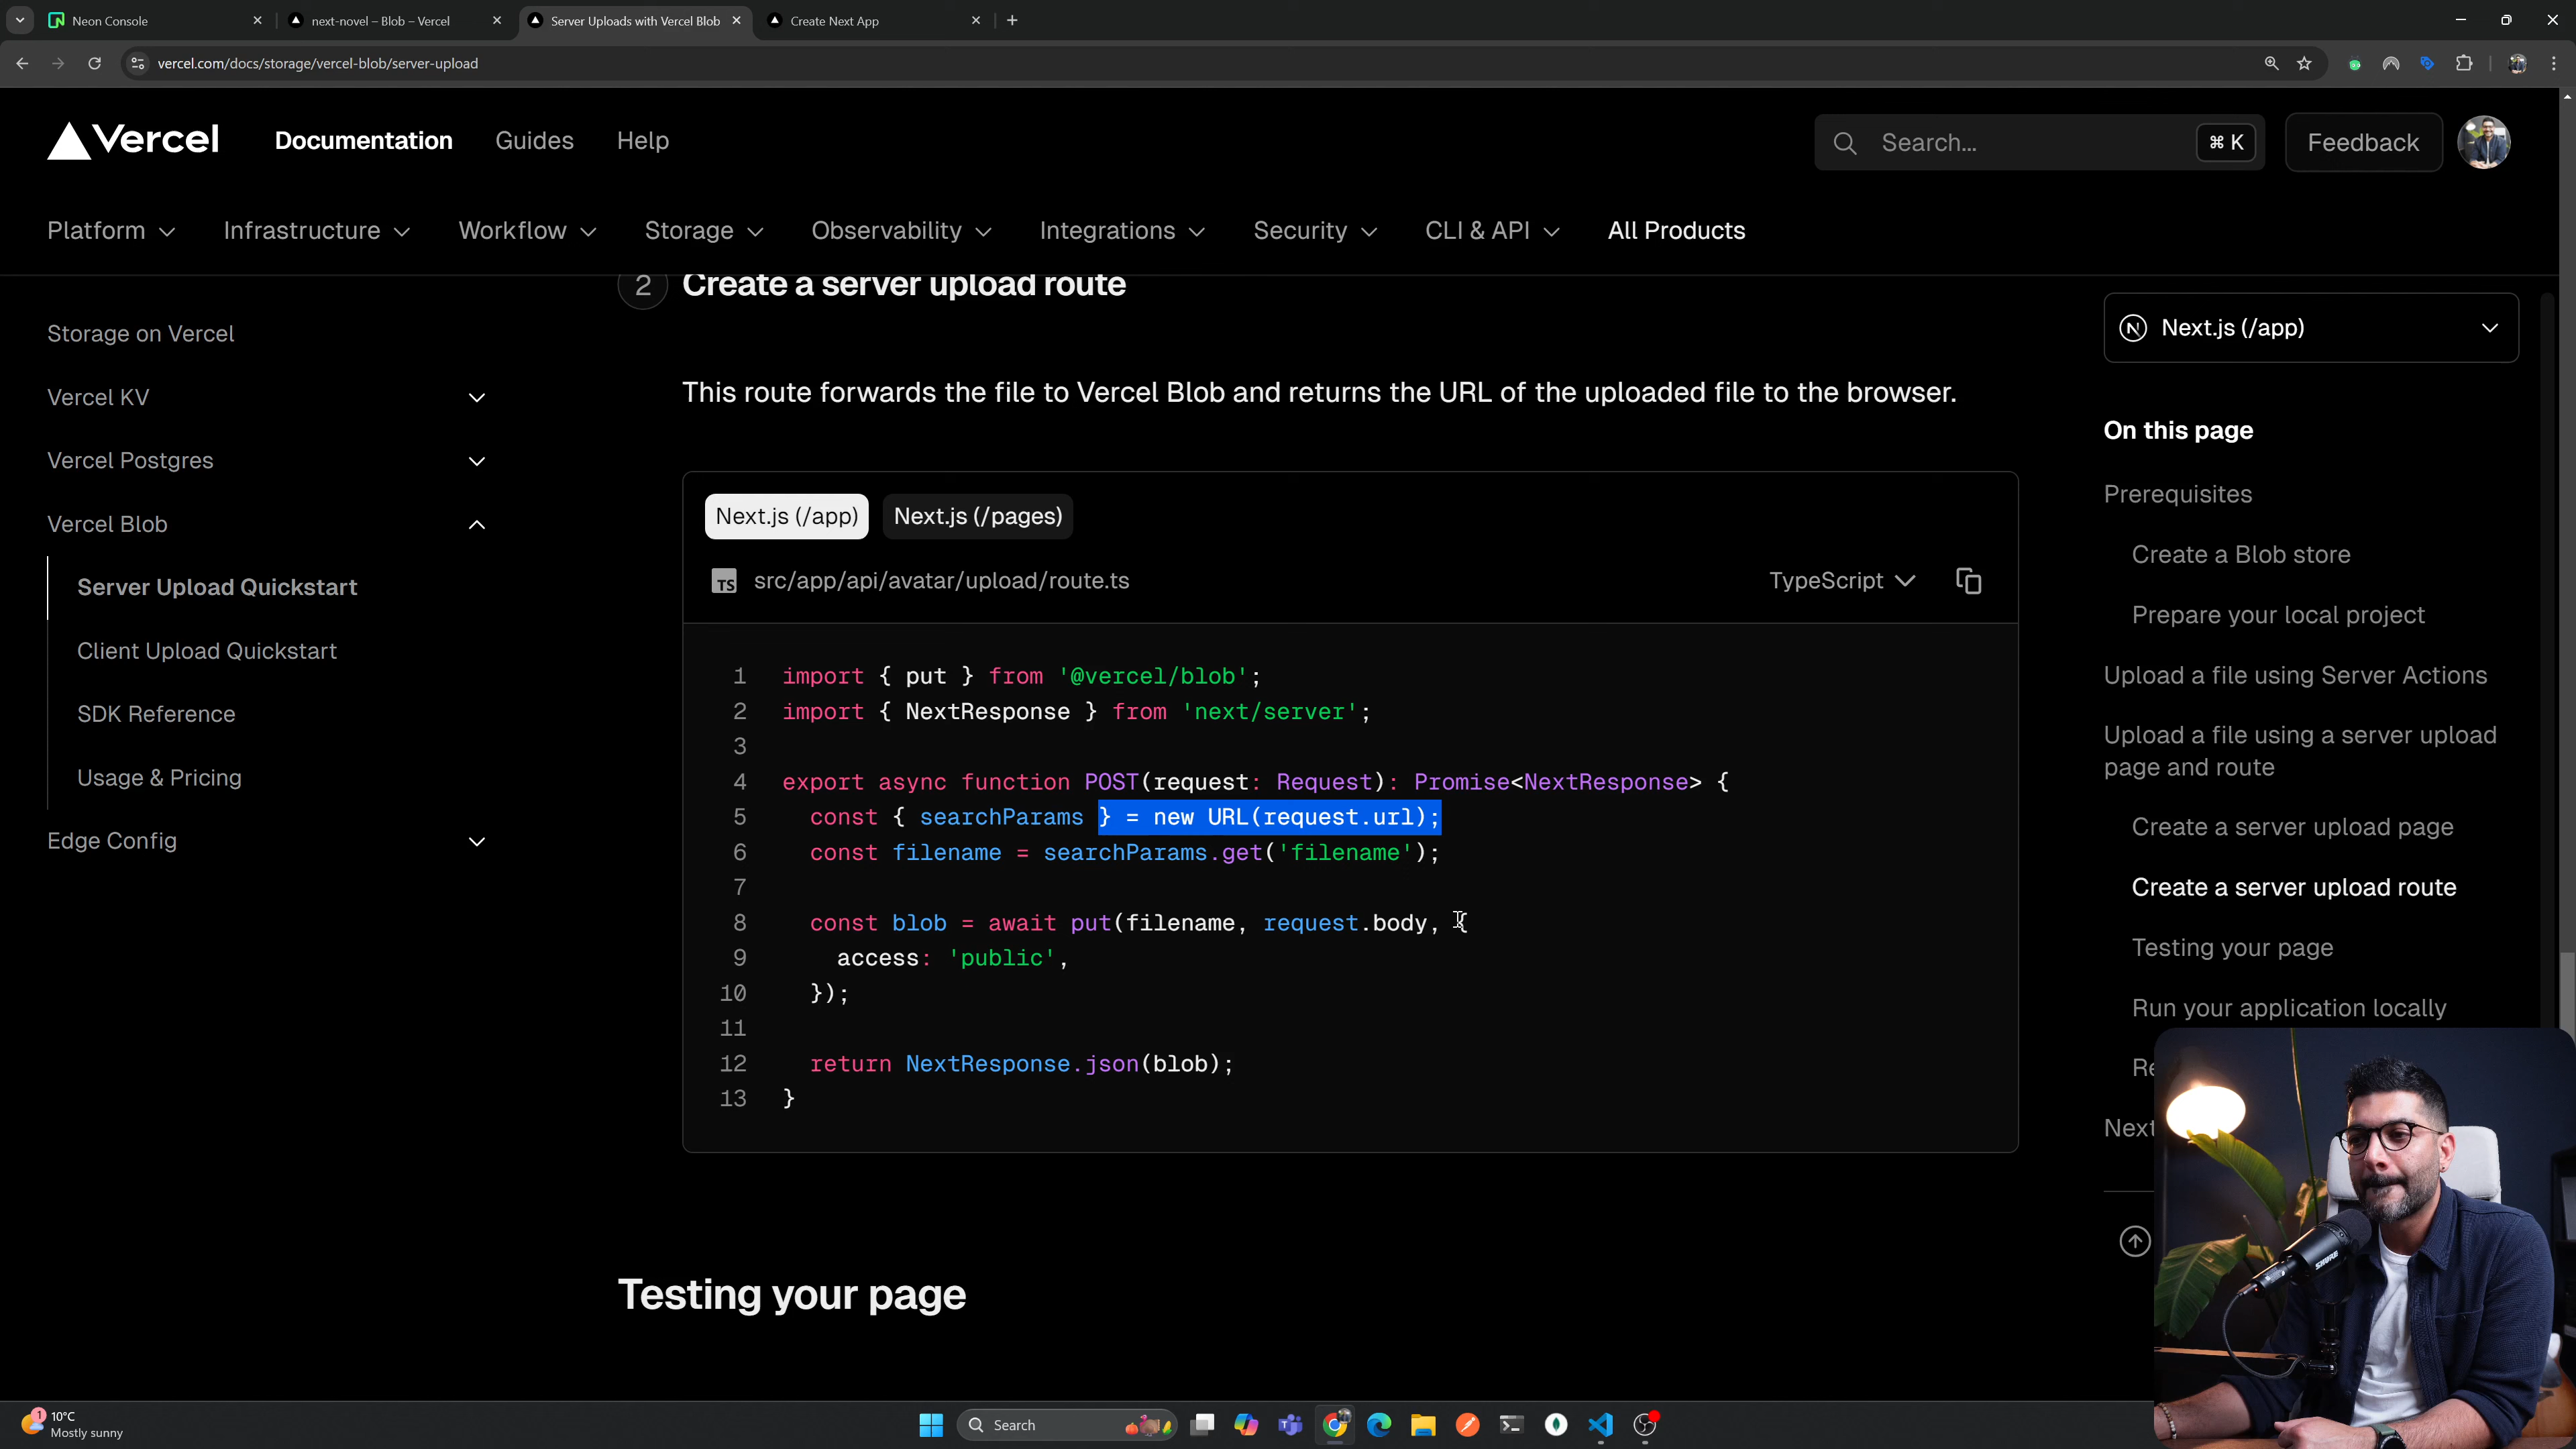 Neon Console
next-novel – Blob – Vercel
Server Uploads with Vercel Blob
Create Next App
vercel.com/docs/storage/vercel-blob/server-upload
Vercel
Documentation
Guides
Help
Search...
⌘ K
Feedback
Platform
Infrastructure
Workflow
Storage
Observability
Integrations
Security
CLI & API
All Products
Storage on Vercel
Vercel KV
Vercel Postgres
Vercel Blob
Server Upload Quickstart
Client Upload Quickstart
SDK Reference
Usage & Pricing
Edge Config
2 Create a server upload route
This route forwards the file to Vercel Blob and returns the URL of the uploaded file to the browser.
Next.js (/app)
Next.js (/pages)
TS src/app/api/avatar/upload/route.ts
TypeScript
1 import { put } from '@vercel/blob';
2 import { NextResponse } from 'next/server';
3
4 export async function POST(request: Request): Promise<NextResponse> {
5 const { searchParams } = new URL(request.url);
6 const filename = searchParams.get('filename');
7
8 const blob = await put(filename, request.body, {
9 access: 'public',
10 });
11
12 return NextResponse.json(blob);
13 }
Testing your page
Next.js (/app)
On this page
Prerequisites
Create a Blob store
Prepare your local project
Upload a file using Server Actions
Upload a file using a server upload
page and route
Create a server upload page
Create a server upload route
Testing your page
Run your application locally
Re
Next
1
10°C
Mostly sunny
Search
SHURE